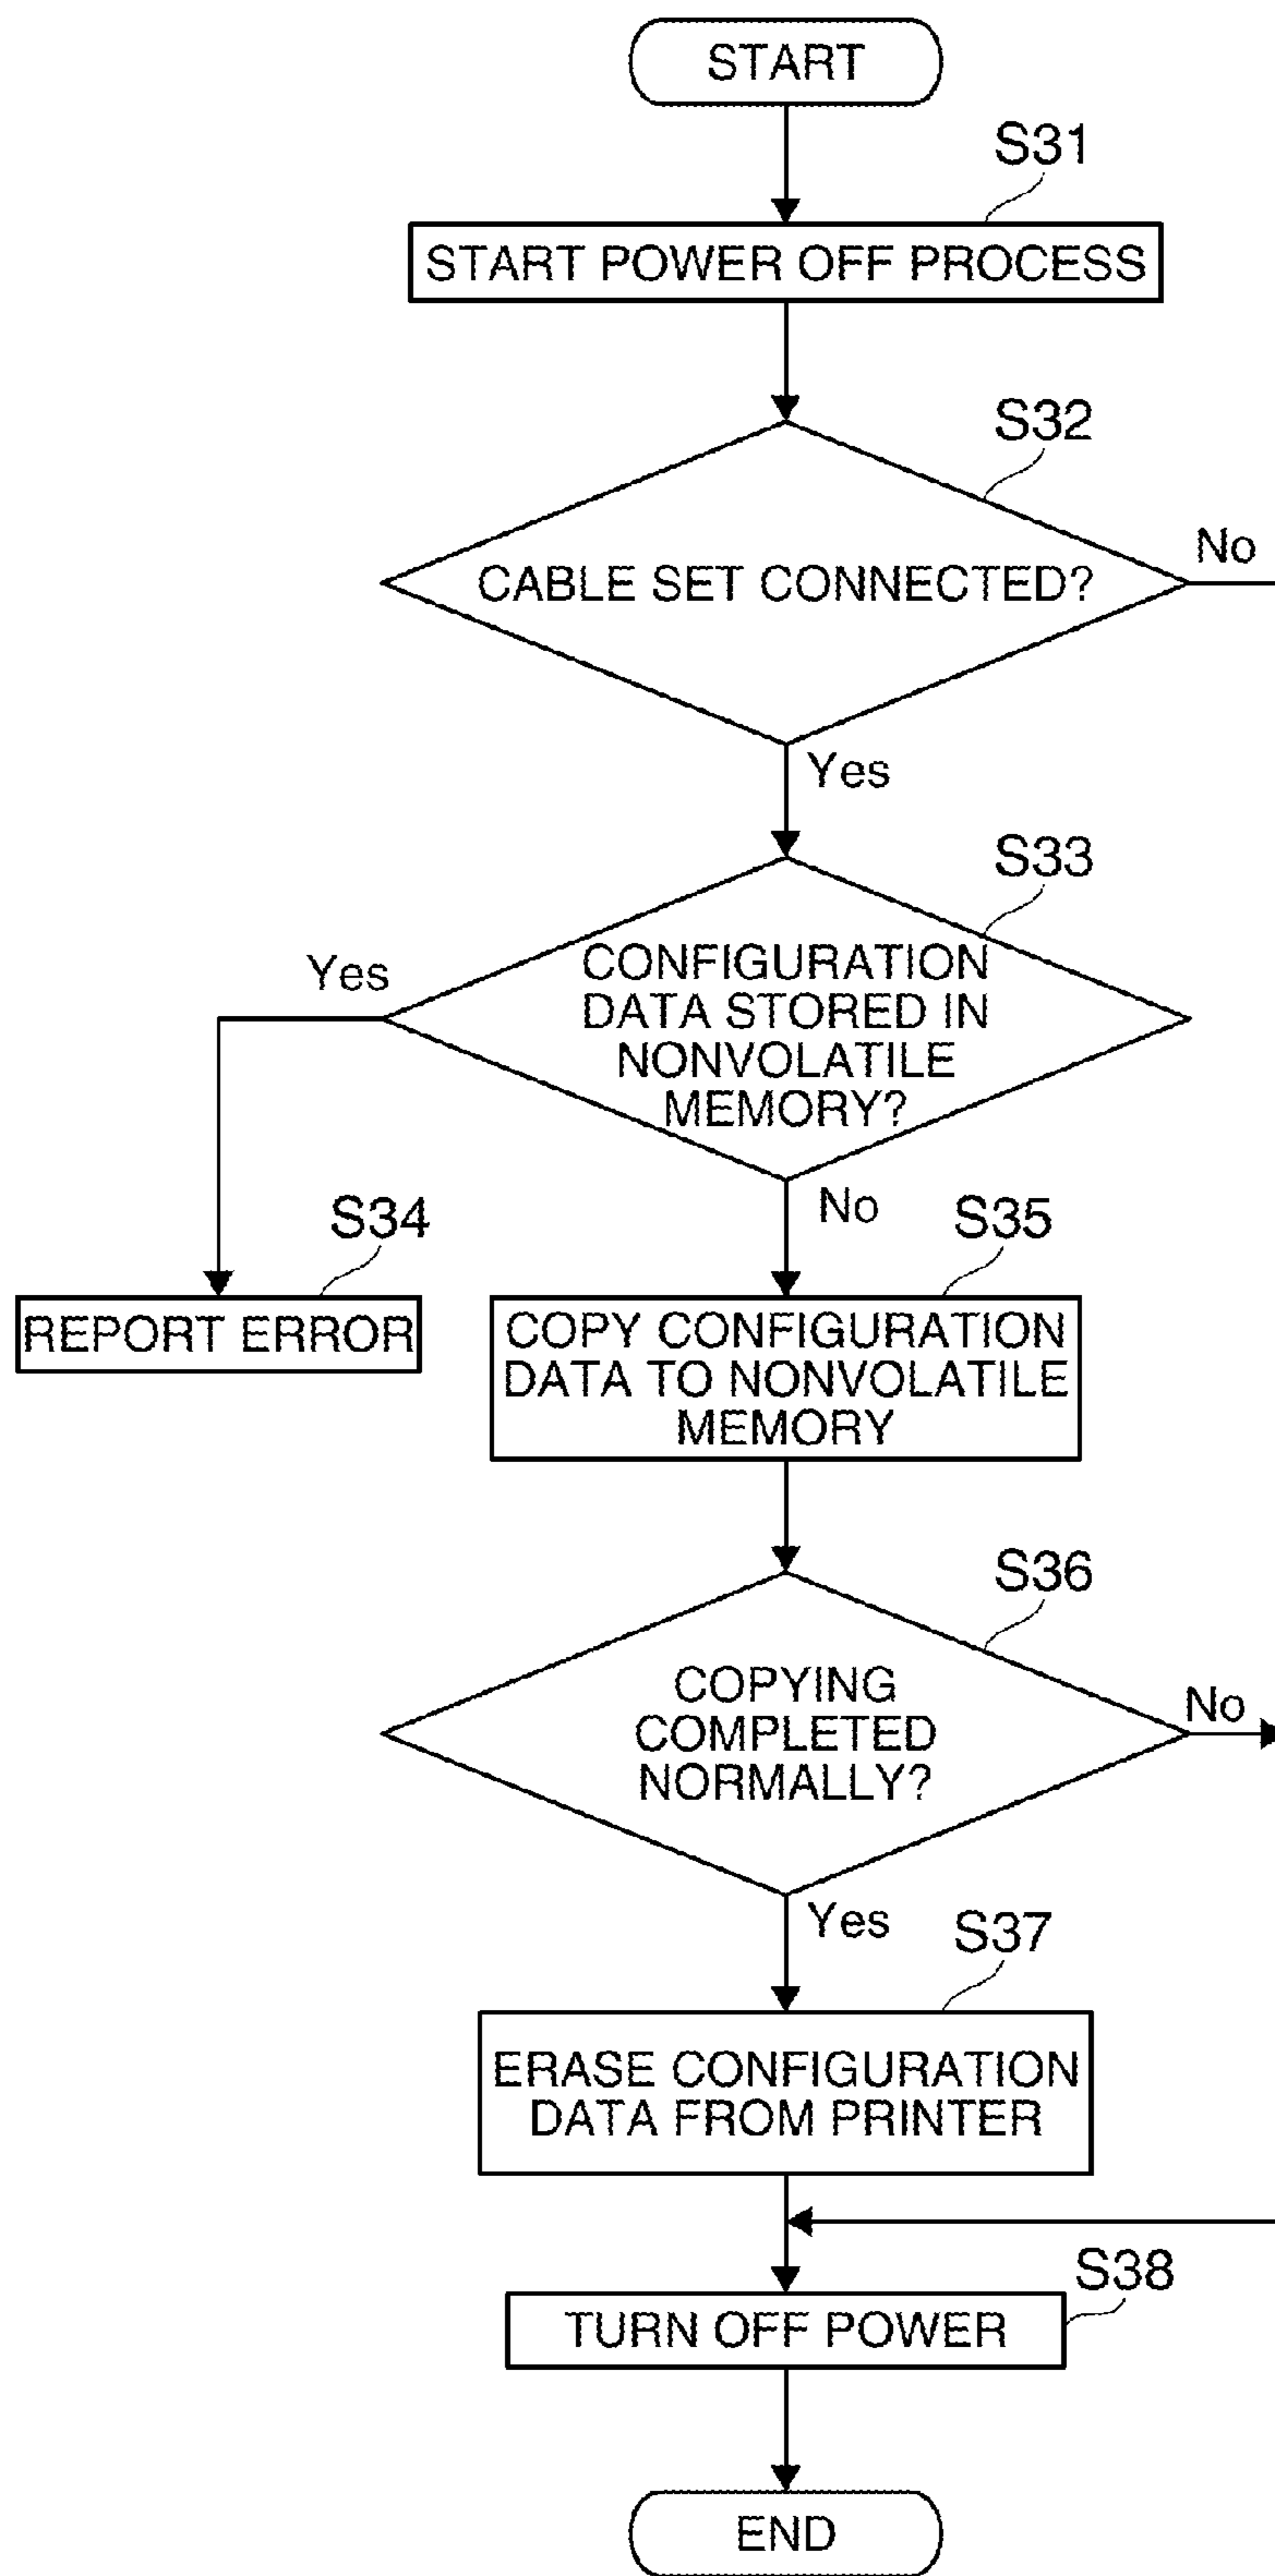 START
S31
START POWER OFF PROCESS
S32
CABLE SET CONNECTED?
No
Yes
S33
CONFIGURATION
DATA STORED IN
NONVOLATILE
MEMORY?
Yes
No
S34
REPORT ERROR
S35
COPY CONFIGURATION
DATA TO NONVOLATILE
MEMORY
S36
COPYING
COMPLETED
NORMALLY?
No
Yes
S37
ERASE CONFIGURATION
DATA FROM PRINTER
S38
TURN OFF POWER
END